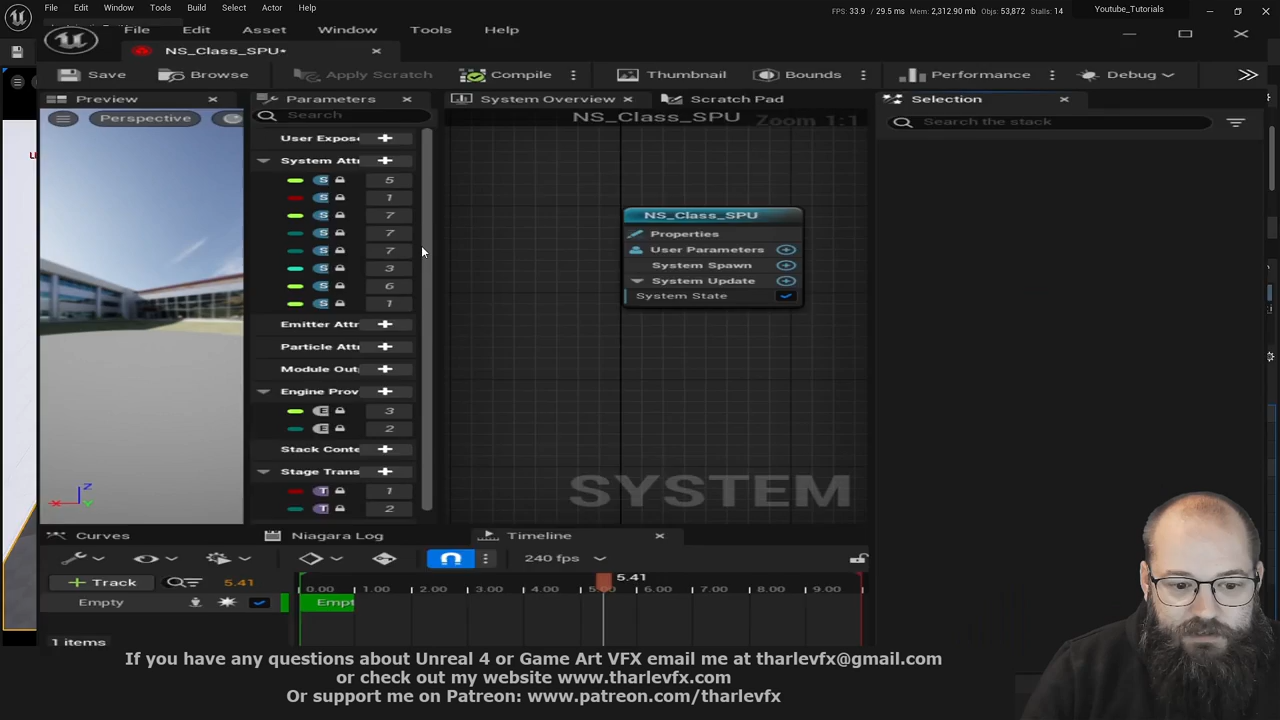 File Edit Window Tools Build Select Actor Help
FPS: 33.9 / 29.5 ms Mem: 2,312.90 mb Objs: 53,872 Stalls: 14
Youtube_Tutorials
File Edit Asset Window Tools Help
NS_Class_SPU*
Save Browse Apply Scratch Compile Thumbnail Bounds Performance Debug
Preview Parameters System Overview Scratch Pad Selection
Perspective Search NS_Class_SPU Zoom 1:1 Search the stack
User Expose
System Attri
S 5
S 1
S 7
S 7
S 7
S 3
S 6
S 1
Emitter Attr
Particle Attr
Module Out
Engine Prov
E 3
E 2
Stack Conte
Stage Trans
T 1
T 2
NS_Class_SPU
Properties
User Parameters
System Spawn
System Update
System State
SYSTEM
Z
X
Y
Curves Niagara Log Timeline
240 fps
Track 5.41
0.00 1.00 2.00 3.00 4.00 5.41 6.00 7.00 8.00 9.00
Empty Empt
1 items
If you have any questions about Unreal 4 or Game Art VFX email me at tharlevfx@gmail.com
or check out my website www.tharlevfx.com
Or support me on Patreon: www.patreon.com/tharlevfx